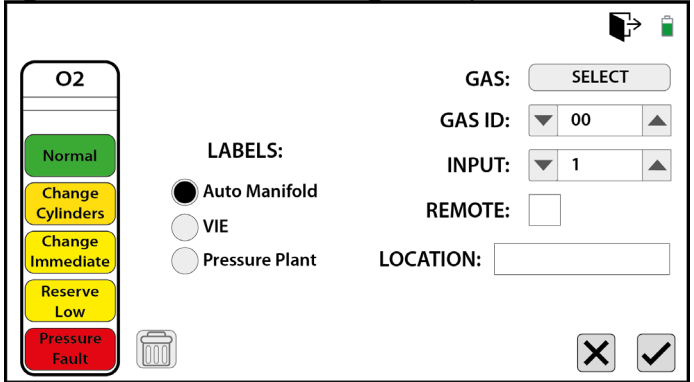 O2
Normal
Change
Cylinders
Change
Immediate
Reserve
Low
Pressure
Fault
LABELS:
Auto Manifold
VIE
Pressure Plant
GAS: SELECT
GAS ID: 00
INPUT: 1
REMOTE:
LOCATION: